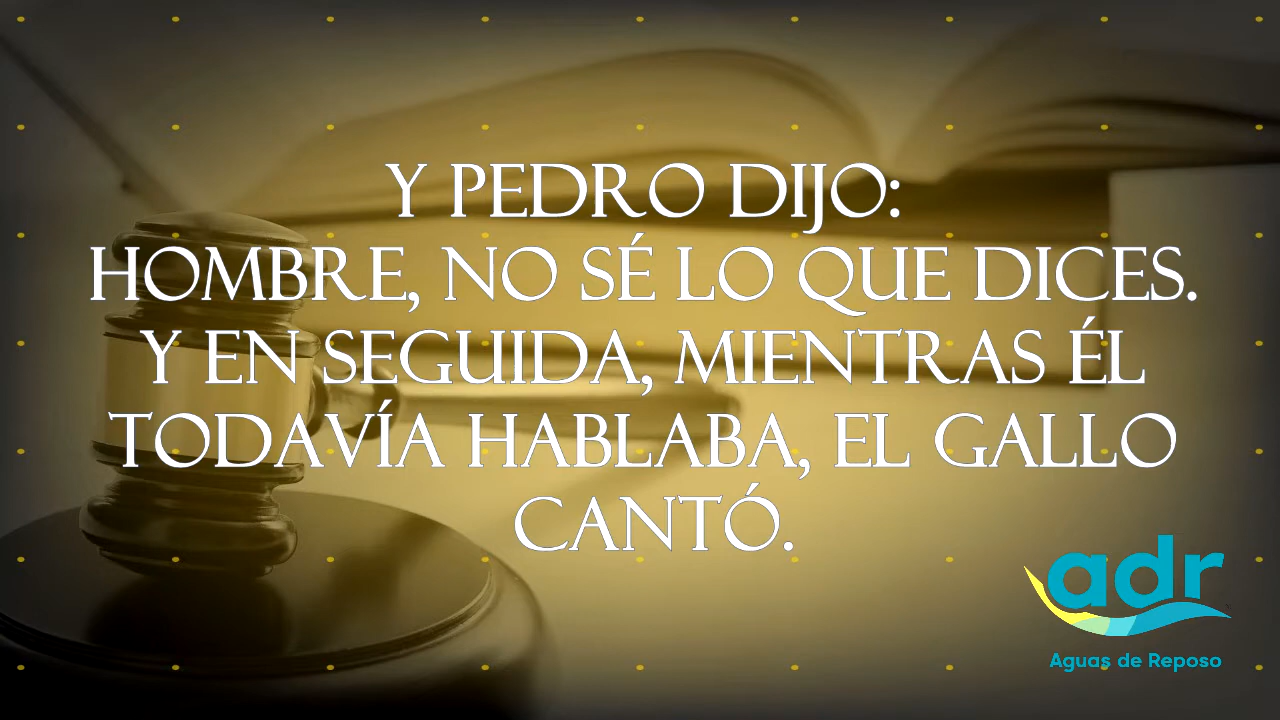 Y PEDRO DIJO:
HOMBRE, NO SÉ LO QUE DICES.
Y EN SEGUIDA, MIENTRAS ÉL
TODAVÍA HABLABA, EL GALLO
CANTÓ.
adr
Aguas de Reposo